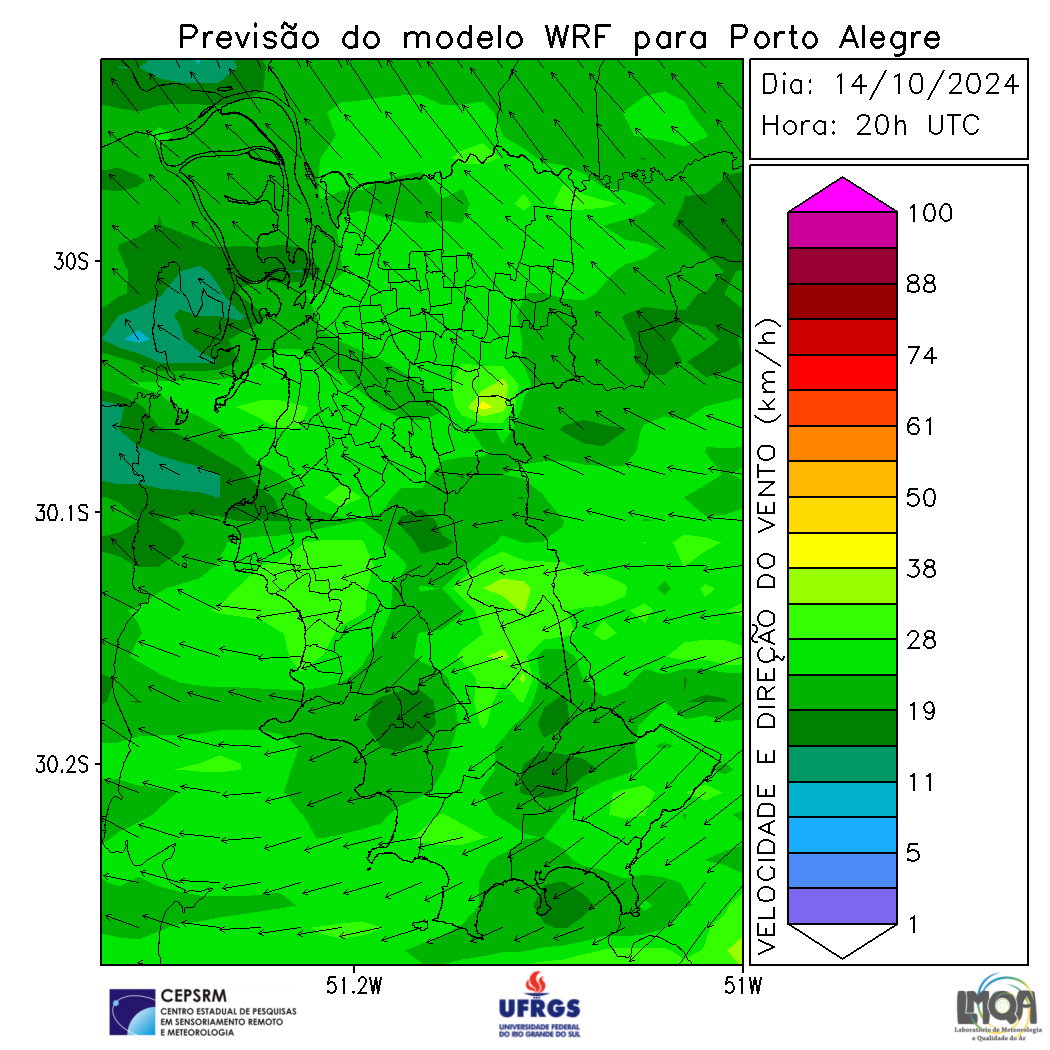 Previsão do modelo WRF para Porto Alegre
Dia: 14/10/2024
Hora: 20h UTC
30S
30.1S
30.2S
51.2W
51W
VELOCIDADE E DIREÇÃO DO VENTO (km/h)
100
88
74
61
50
38
28
19
11
5
1
CEPSRM
CENTRO ESTADUAL DE PESQUISAS
EM SENSORIAMENTO REMOTO
E METEOROLOGIA
UFRGS
UNIVERSIDADE FEDERAL
DO RIO GRANDE DO SUL
LMQA
Laboratório de Meteorologia
e Qualidade do Ar